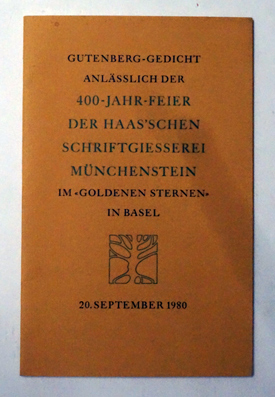 GUTENBERG-GEDICHT
ANLÄSSLICH DER
400-JAHR-FEIER
DER HAAS'SCHEN
SCHRIFTGIESSEREI
MÜNCHENSTEIN
IM «GOLDENEN STERNEN»
IN BASEL
20. SEPTEMBER 1980